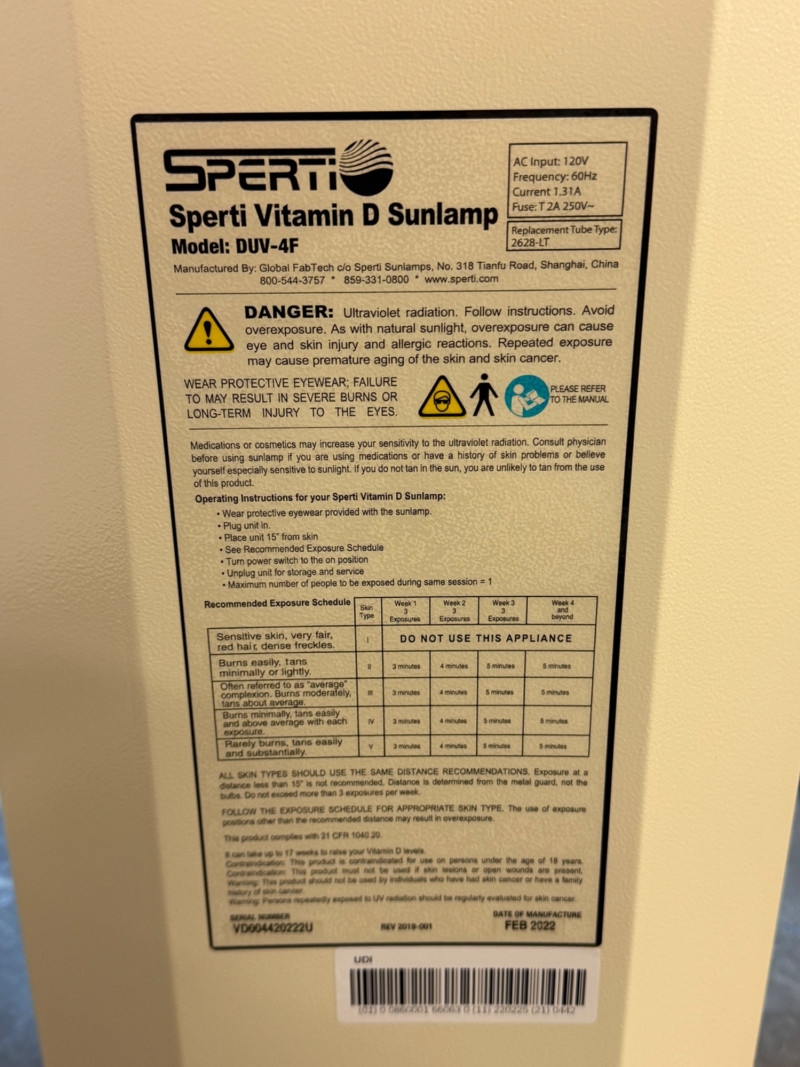 SPERTI
Sperti Vitamin D Sunlamp
Model: DUV-4F
AC Input: 120V
Frequency: 60Hz
Current 1.31A
Fuse: T 2A 250V~
Replacement Tube Type:
2628-LT
Manufactured By: Global FabTech c/o Sperti Sunlamps, No. 318 Tianfu Road, Shanghai, China
800-544-3757 * 859-331-0800 * www.sperti.com
DANGER: Ultraviolet radiation. Follow instructions. Avoid
overexposure. As with natural sunlight, overexposure can cause
eye and skin injury and allergic reactions. Repeated exposure
may cause premature aging of the skin and skin cancer.
WEAR PROTECTIVE EYEWEAR; FAILURE
TO MAY RESULT IN SEVERE BURNS OR
LONG-TERM INJURY TO THE EYES.
PLEASE REFER
TO THE MANUAL
Medications or cosmetics may increase your sensitivity to the ultraviolet radiation. Consult physician
before using sunlamp if you are using medications or have a history of skin problems or believe
yourself especially sensitive to sunlight. If you do not tan in the sun, you are unlikely to tan from the use
of this product.
Operating Instructions for your Sperti Vitamin D Sunlamp:
• Wear protective eyewear provided with the sunlamp.
• Plug unit in.
• Place unit 15" from skin
• See Recommended Exposure Schedule
• Turn power switch to the on position
• Unplug unit for storage and service
• Maximum number of people to be exposed during same session = 1
Recommended Exposure Schedule
Skin
Type
Week 1
3
Exposures
Week 2
3
Exposures
Week 3
3
Exposures
Week 4
and
beyond
Sensitive skin, very fair,
red hair, dense freckles.
I
DO NOT USE THIS APPLIANCE
Burns easily, tans
minimally or lightly.
II
3 minutes
4 minutes
5 minutes
5 minutes
Often referred to as "average"
complexion. Burns moderately,
tans about average.
III
3 minutes
4 minutes
5 minutes
5 minutes
Burns minimally, tans easily
and above average with each
exposure.
IV
3 minutes
4 minutes
5 minutes
5 minutes
Rarely burns, tans easily
and substantially.
V
3 minutes
4 minutes
5 minutes
5 minutes
ALL SKIN TYPES SHOULD USE THE SAME DISTANCE RECOMMENDATIONS. Exposure at a
distance less than 15" is not recommended. Distance is determined from the metal guard, not the
bulbs. Do not exceed more than 3 exposures per week.
FOLLOW THE EXPOSURE SCHEDULE FOR APPROPRIATE SKIN TYPE. The use of exposure
positions other than the recommended distance may result in overexposure.
This product complies with 21 CFR 1040.20.
It can take up to 17 weeks to raise your Vitamin D levels.
Contraindication: This product is contraindicated for use on persons under the age of 18 years.
Contraindication: This product must not be used if skin lesions or open wounds are present.
Warning: This product should not be used by individuals who have had skin cancer or have a family
history of skin cancer.
Warning: Persons repeatedly exposed to UV radiation should be regularly evaluated for skin cancer.
SERIAL NUMBER
VD004420222U
REV 2019-001
DATE OF MANUFACTURE
FEB 2022
UDI
(01) 0 0860001 66063 0 (11) 220225 (21) 0442